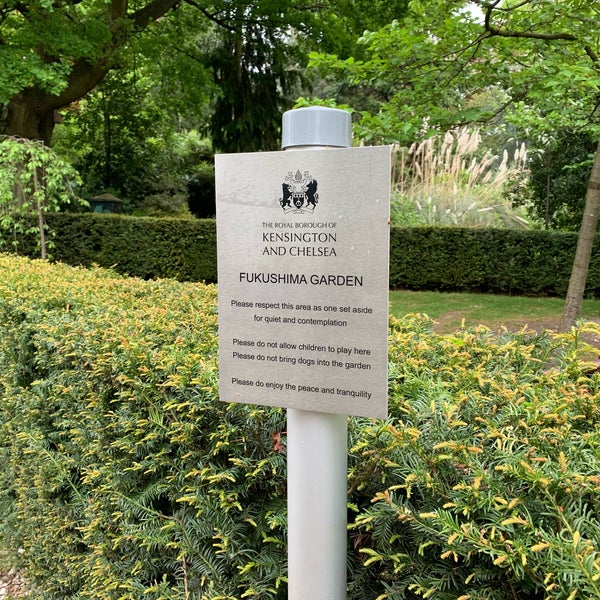 THE ROYAL BOROUGH OF
KENSINGTON
AND CHELSEA
FUKUSHIMA GARDEN
Please respect this area as one set aside
for quiet and contemplation
Please do not allow children to play here
Please do not bring dogs into the garden
Please do enjoy the peace and tranquility